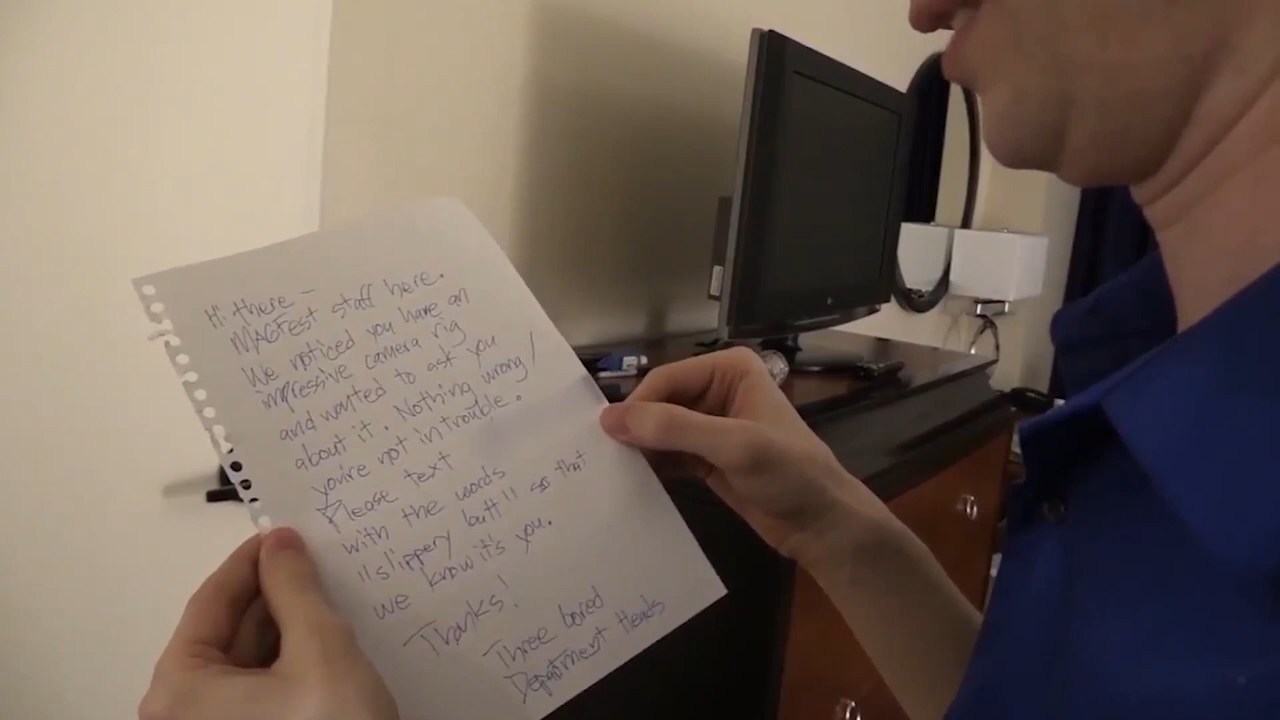 Hi there –
MAGFest staff here.
We noticed you have an
impressive camera rig
and wanted to ask you
about it. Nothing wrong/
you're not in trouble.
Please text
with the words
"slippery butt" so that
we know it's you.
Thanks!
Three bored
Department Heads